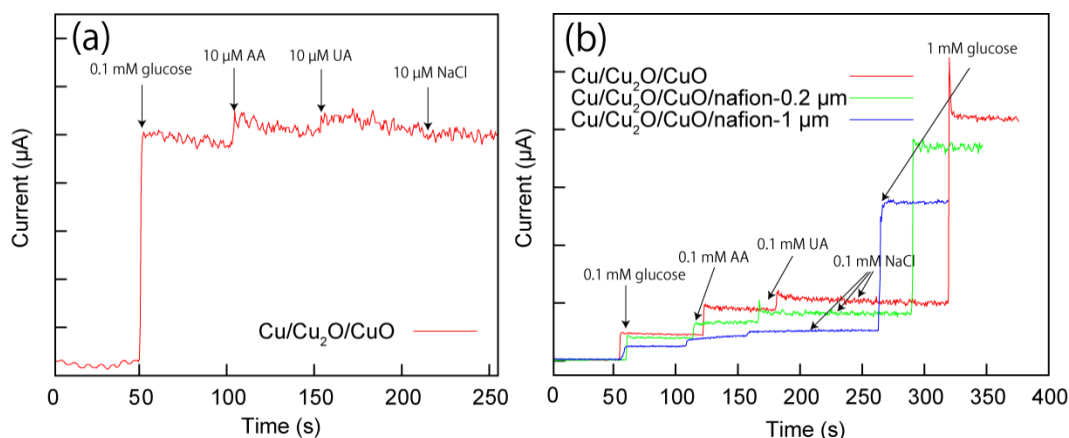 (a)
0.1 mM glucose
10 μM AA
10 μM UA
10 μM NaCl
Cu/Cu₂O/CuO
Current (μA)
0 50 100 150 200 250
Time (s)
(b)
1 mM glucose
Cu/Cu₂O/CuO
Cu/Cu₂O/CuO/nafion-0.2 μm
Cu/Cu₂O/CuO/nafion-1 μm
0.1 mM glucose
0.1 mM AA
0.1 mM UA
0.1 mM NaCl
Current (μA)
0 50 100 150 200 250 300 350 400
Time (s)